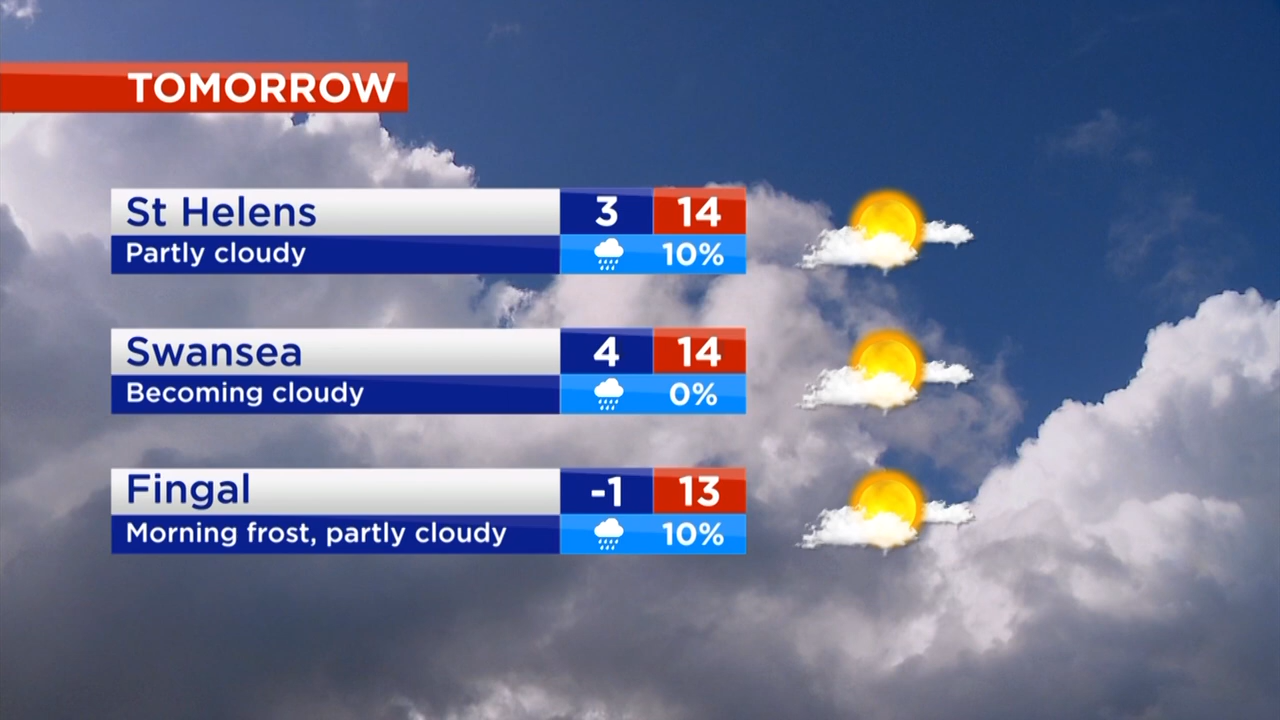 TOMORROW
St Helens 3 14
Partly cloudy 10%
Swansea 4 14
Becoming cloudy 0%
Fingal -1 13
Morning frost, partly cloudy 10%